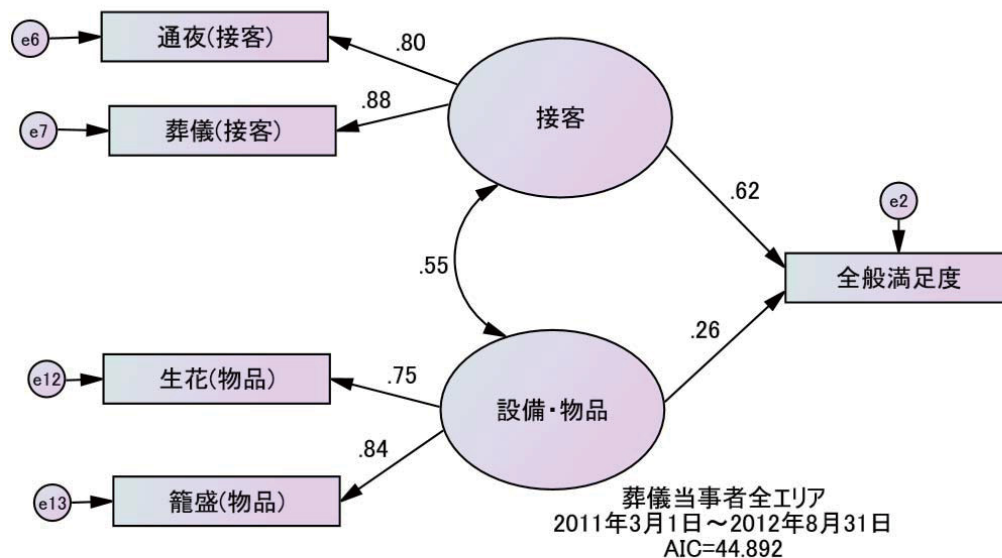 e6
通夜(接客)
.80
接客
e7
葬儀(接客)
.88
.62
e2
.55
全般満足度
.26
e12
生花(物品)
.75
設備・物品
.84
e13
籠盛(物品)
葬儀当事者全エリア
2011年3月1日～2012年8月31日
AIC=44.892